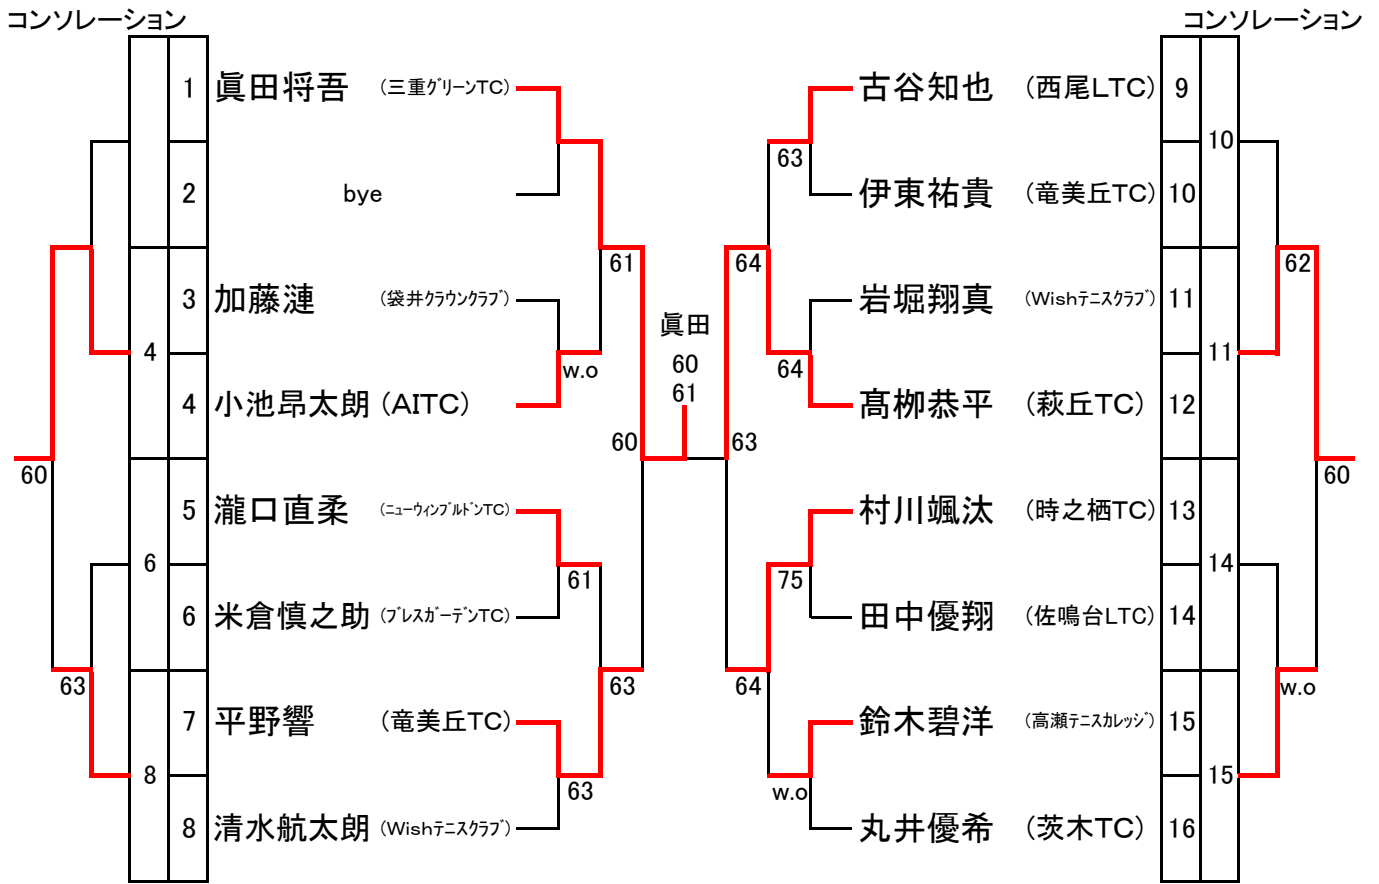 コンソレーション
コンソレーション
1 眞田将吾 (三重グリーンTC)
2 bye
3 加藤漣 (袋井クラウンクラブ)
4 小池昂太朗 (AITC)
5 瀧口直柔 (ニューウィンブルドンTC)
6 米倉慎之助 (ブレスガーデンTC)
7 平野響 (竜美丘TC)
8 清水航太朗 (Wishテニスクラブ)
4
6
8
60
63
61
w.o
60
61
63
63
眞田
60
61
63
64
64
63
75
64
w.o
古谷知也 (西尾LTC) 9
伊東祐貴 (竜美丘TC) 10
岩堀翔真 (Wishテニスクラブ) 11
髙栁恭平 (萩丘TC) 12
村川颯汰 (時之栖TC) 13
田中優翔 (佐鳴台LTC) 14
鈴木碧洋 (高瀬テニスカレッジ) 15
丸井優希 (茨木TC) 16
10
11
14
15
62
60
w.o